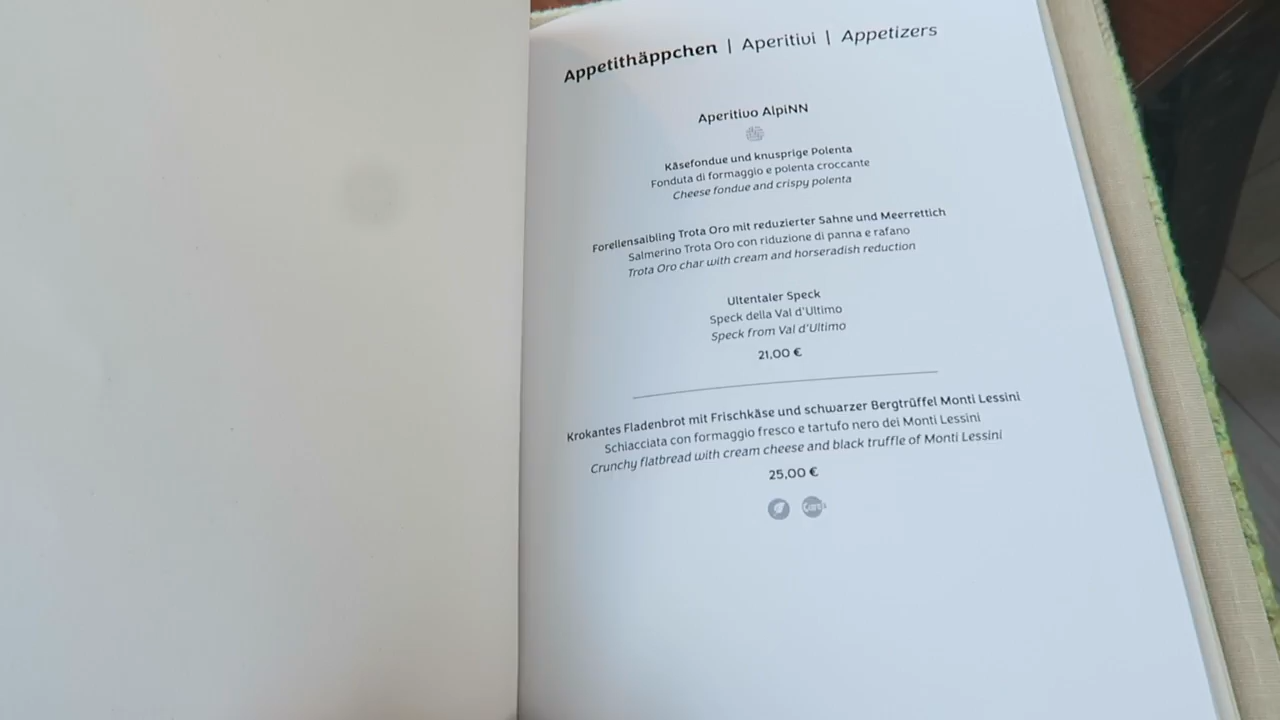 Appetithäppchen | Aperitivi | Appetizers
Aperitivo AlpiNN
Käsefondue und knusprige Polenta
Fonduta di formaggio e polenta croccante
Cheese fondue and crispy polenta
Forellensaibling Trota Oro mit reduzierter Sahne und Meerrettich
Salmerino Trota Oro con riduzione di panna e rafano
Trota Oro char with cream and horseradish reduction
Ultentaler Speck
Speck della Val d'Ultimo
Speck from Val d'Ultimo
21,00 €
Krokantes Fladenbrot mit Frischkäse und schwarzer Bergtrüffel Monti Lessini
Schiacciata con formaggio fresco e tartufo nero dei Monti Lessini
Crunchy flatbread with cream cheese and black truffle of Monti Lessini
25,00 €